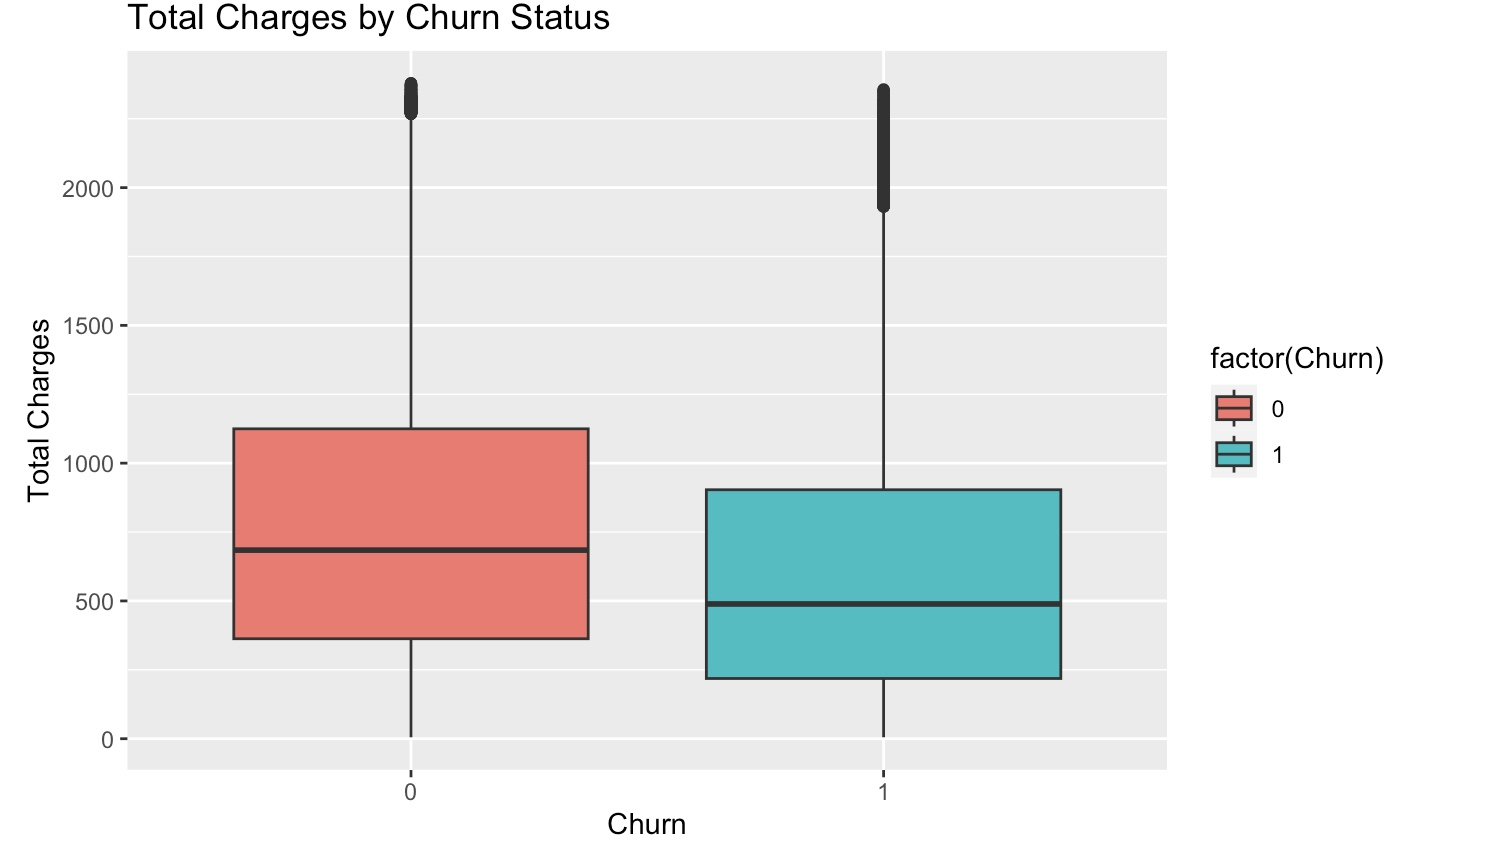 Total Charges by Churn Status
Total Charges
2000
1500
1000
500
0
0
1
Churn
factor(Churn)
0
1